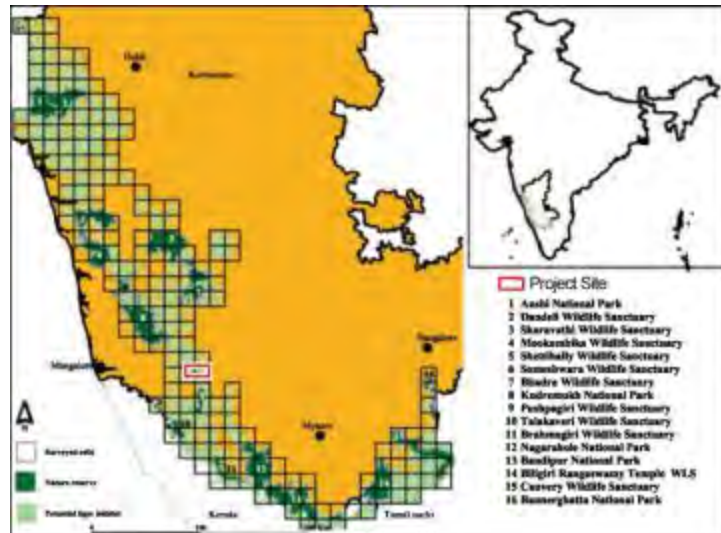 Hubli
Karnataka
Mangalore
Bangalore
Mysore
N
Surveyed cells
Nature reserve
Potential tiger habitat
Kerala
Tamil nadu
Project Site
1 Anshi National Park
2 Dandeli Wildlife Sanctuary
3 Sharavathi Wildlife Sanctuary
4 Mookambika Wildlife Sanctuary
5 Shettihally Wildlife Sanctuary
6 Someshwara Wildlife Sanctuary
7 Bhadra Wildlife Sanctuary
8 Kudremukh National Park
9 Pushpagiri Wildlife Sanctuary
10 Talakaveri Wildlife Sanctuary
11 Brahmagiri Wildlife Sanctuary
12 Nagarahole National Park
13 Bandipur National Park
14 Biligiri Rangaswamy Temple WLS
15 Cauvery Wildlife Sanctuary
16 Bannerghatta National Park